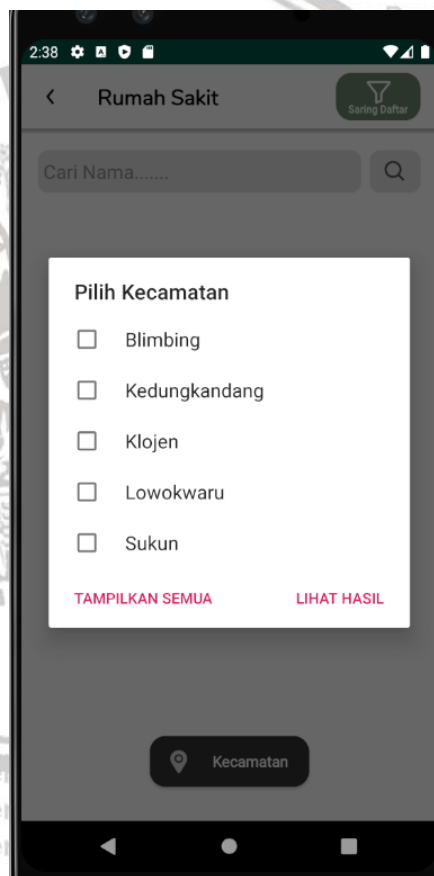 2:38
Rumah Sakit
Saring Daftar
Cari Nama.......
Pilih Kecamatan
Blimbing
Kedungkandang
Klojen
Lowokwaru
Sukun
TAMPILKAN SEMUA
LIHAT HASIL
Kecamatan